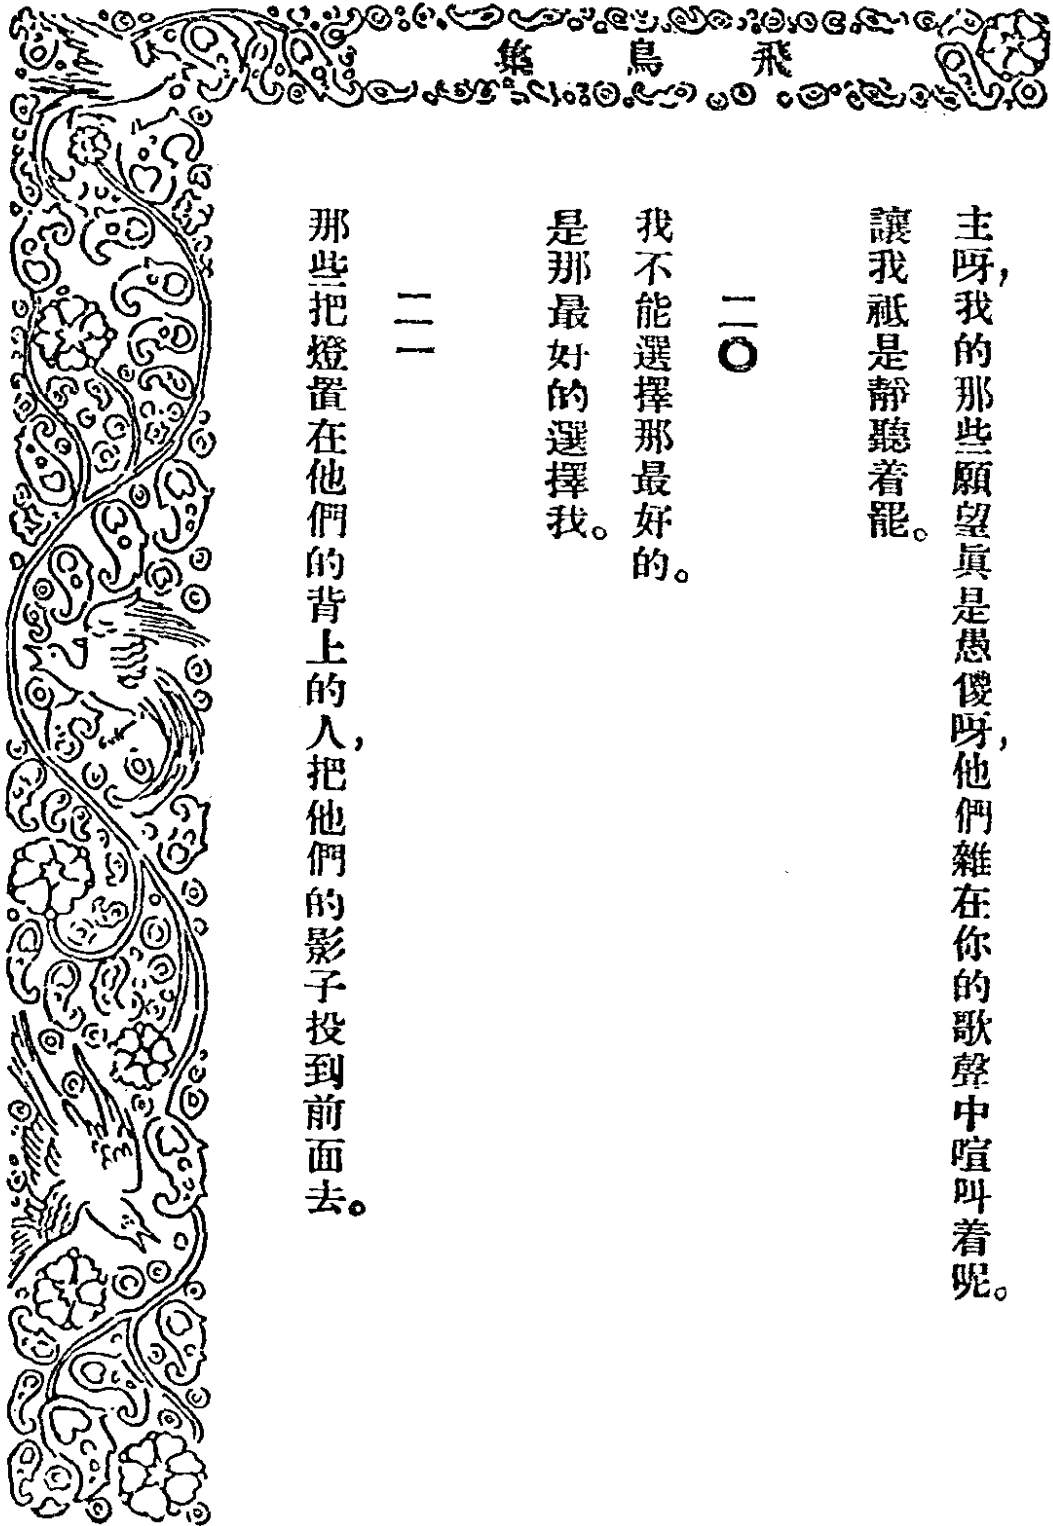 飛鳥集
主呀，我的那些願望眞是愚傻呀，他們雜在你的歌聲中喧叫着呢。
讓我祗是靜聽着罷。
二〇
我不能選擇那最好的。
是那最好的選擇我。
二一
那些把燈置在他們的背上的人，把他們的影子投到前面去。